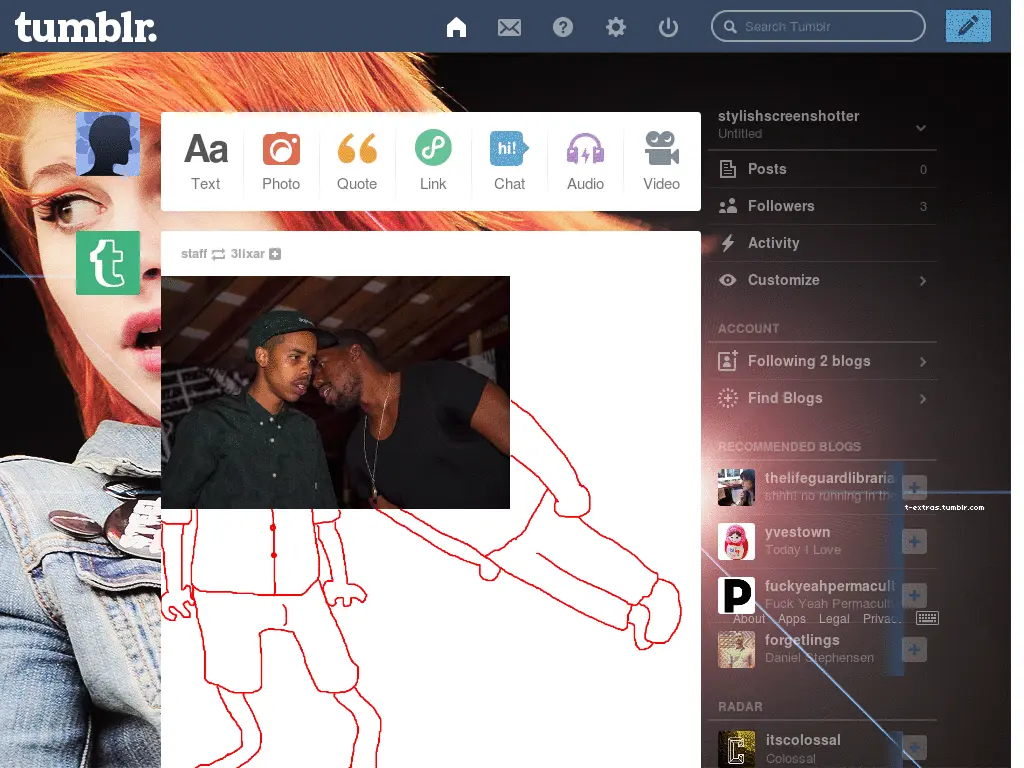 tumblr.
Search Tumblr
Text
Photo
Quote
Link
hi!
Chat
Audio
Video
Aa
staff 3lixar
t
stylishscreenshotter
Untitled
Posts 0
Followers 3
Activity
Customize
ACCOUNT
Following 2 blogs
Find Blogs
RECOMMENDED BLOGS
thelifeguardlibraria
shhh! no running in the
t-extras.tumblr.com
yvestown
Today I Love
P
fuckyeahpermacult
Fuck Yeah Permacult
About Apps Legal Privac
forgetlings
Daniel Stephensen
RADAR
itscolossal
Colossal